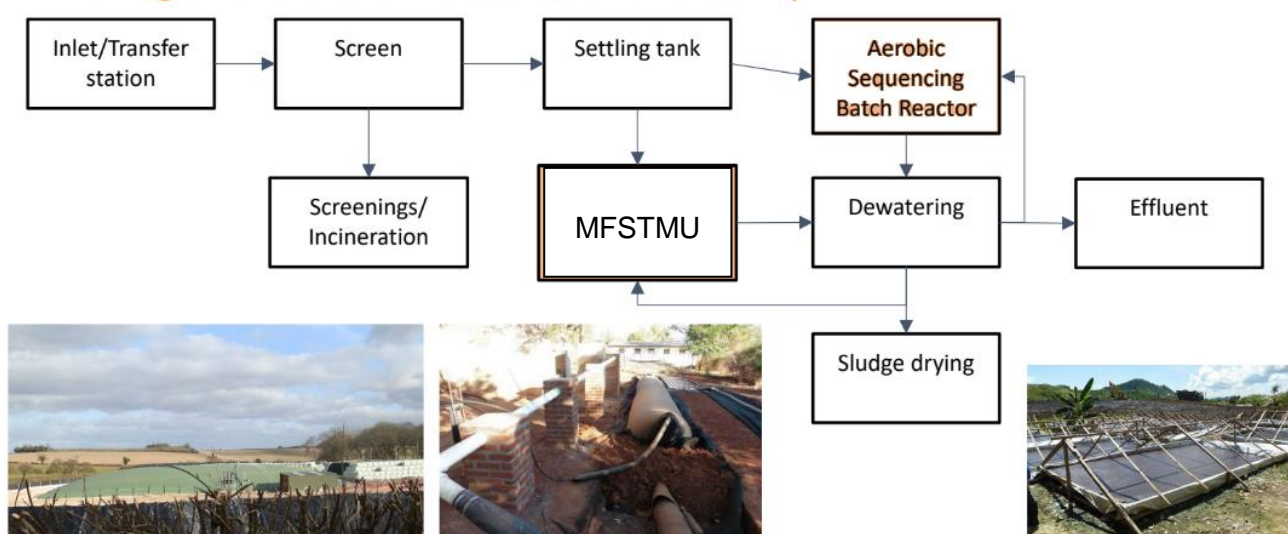 Inlet/Transfer
station
Screen
Settling tank
Aerobic
Sequencing
Batch Reactor
Screenings/
Incineration
MFSTMU
Dewatering
Effluent
Sludge drying